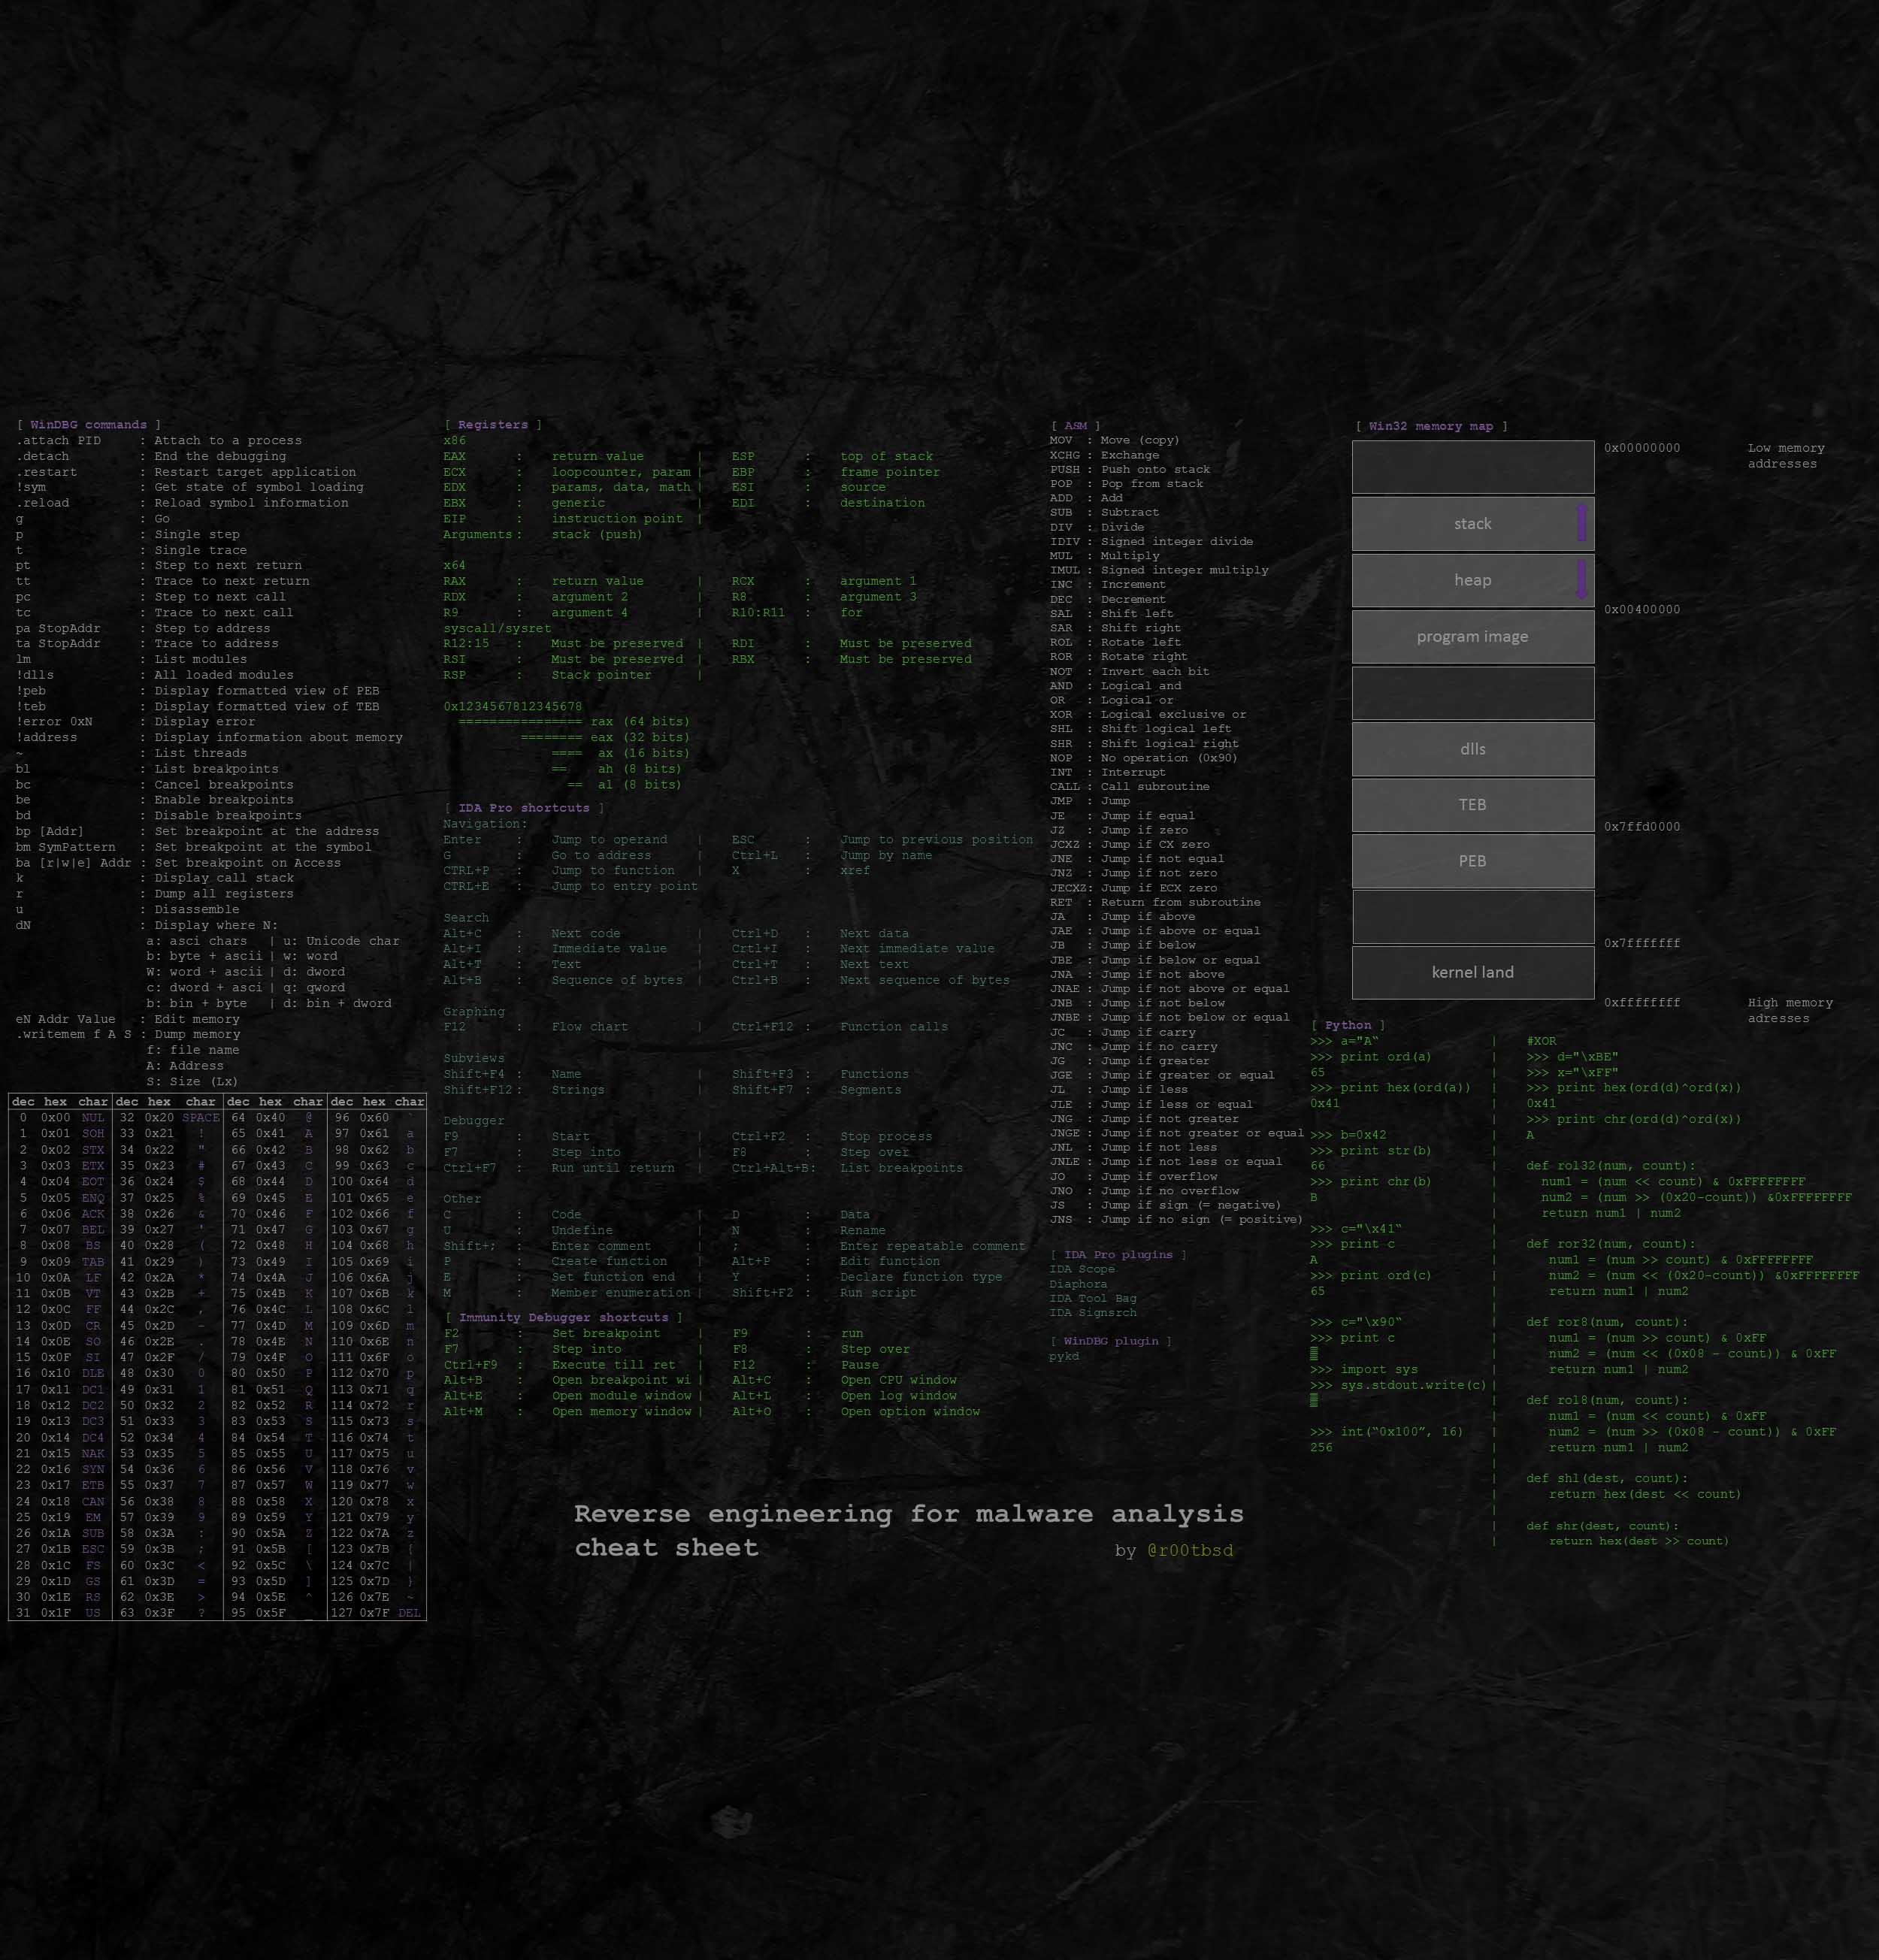 [ WinDBG commands ]
.attach PID : Attach to a process
.detach : End the debugging
.restart : Restart target application
!sym : Get state of symbol loading
.reload : Reload symbol information
g : Go
p : Single step
t : Single trace
pt : Step to next return
tt : Trace to next return
pc : Step to next call
tc : Trace to next call
pa StopAddr : Step to address
ta StopAddr : Trace to address
lm : List modules
!dlls : All loaded modules
!peb : Display formatted view of PEB
!teb : Display formatted view of TEB
!error 0xN : Display error
!address : Display information about memory
~ : List threads
bl : List breakpoints
bc : Cancel breakpoints
be : Enable breakpoints
bd : Disable breakpoints
bp [Addr] : Set breakpoint at the address
bm SymPattern : Set breakpoint at the symbol
ba [r|w|e] Addr : Set breakpoint on Access
k : Display call stack
r : Dump all registers
u : Disassemble
dN : Display where N:
a: asci chars | u: Unicode char
b: byte + ascii | w: word
W: word + ascii | d: dword
c: dword + asci | q: qword
b: bin + byte | d: bin + dword
eN Addr Value : Edit memory
.writemem f A S : Dump memory
f: file name
A: Address
S: Size (Lx)
dec hex char dec hex char dec hex char dec hex char
0 0x00 NUL 32 0x20 SPACE 64 0x40 @ 96 0x60 `
1 0x01 SOH 33 0x21 ! 65 0x41 A 97 0x61 a
2 0x02 STX 34 0x22 " 66 0x42 B 98 0x62 b
3 0x03 ETX 35 0x23 # 67 0x43 C 99 0x63 c
4 0x04 EOT 36 0x24 $ 68 0x44 D 100 0x64 d
5 0x05 ENQ 37 0x25 % 69 0x45 E 101 0x65 e
6 0x06 ACK 38 0x26 & 70 0x46 F 102 0x66 f
7 0x07 BEL 39 0x27 ' 71 0x47 G 103 0x67 g
8 0x08 BS 40 0x28 ( 72 0x48 H 104 0x68 h
9 0x09 TAB 41 0x29 ) 73 0x49 I 105 0x69 i
10 0x0A LF 42 0x2A * 74 0x4A J 106 0x6A j
11 0x0B VT 43 0x2B + 75 0x4B K 107 0x6B k
12 0x0C FF 44 0x2C , 76 0x4C L 108 0x6C l
13 0x0D CR 45 0x2D - 77 0x4D M 109 0x6D m
14 0x0E SO 46 0x2E . 78 0x4E N 110 0x6E n
15 0x0F SI 47 0x2F / 79 0x4F O 111 0x6F o
16 0x10 DLE 48 0x30 0 80 0x50 P 112 0x70 p
17 0x11 DC1 49 0x31 1 81 0x51 Q 113 0x71 q
18 0x12 DC2 50 0x32 2 82 0x52 R 114 0x72 r
19 0x13 DC3 51 0x33 3 83 0x53 S 115 0x73 s
20 0x14 DC4 52 0x34 4 84 0x54 T 116 0x74 t
21 0x15 NAK 53 0x35 5 85 0x55 U 117 0x75 u
22 0x16 SYN 54 0x36 6 86 0x56 V 118 0x76 v
23 0x17 ETB 55 0x37 7 87 0x57 W 119 0x77 w
24 0x18 CAN 56 0x38 8 88 0x58 X 120 0x78 x
25 0x19 EM 57 0x39 9 89 0x59 Y 121 0x79 y
26 0x1A SUB 58 0x3A : 90 0x5A Z 122 0x7A z
27 0x1B ESC 59 0x3B ; 91 0x5B [ 123 0x7B {
28 0x1C FS 60 0x3C < 92 0x5C \ 124 0x7C |
29 0x1D GS 61 0x3D = 93 0x5D ] 125 0x7D }
30 0x1E RS 62 0x3E > 94 0x5E ^ 126 0x7E ~
31 0x1F US 63 0x3F ? 95 0x5F _ 127 0x7F DEL
[ Registers ]
x86
EAX : return value | ESP : top of stack
ECX : loopcounter, param | EBP : frame pointer
EDX : params, data, math | ESI : source
EBX : generic | EDI : destination
EIP : instruction point |
Arguments : stack (push)
x64
RAX : return value | RCX : argument 1
RDX : argument 2 | R8 : argument 3
R9 : argument 4 | R10:R11 : for
syscall/sysret
R12:15 : Must be preserved | RDI : Must be preserved
RSI : Must be preserved | RBX : Must be preserved
RSP : Stack pointer |
0x1234567812345678
================ rax (64 bits)
======== eax (32 bits)
==== ax (16 bits)
== ah (8 bits)
== al (8 bits)
[ IDA Pro shortcuts ]
Navigation:
Enter : Jump to operand | ESC : Jump to previous position
G : Go to address | Ctrl+L : Jump by name
CTRL+P : Jump to function | X : xref
CTRL+E : Jump to entry point
Search
Alt+C : Next code | Ctrl+D : Next data
Alt+I : Immediate value | Crtl+I : Next immediate value
Alt+T : Text | Ctrl+T : Next text
Alt+B : Sequence of bytes | Ctrl+B : Next sequence of bytes
Graphing
F12 : Flow chart | Ctrl+F12 : Function calls
Subviews
Shift+F4 : Name | Shift+F3 : Functions
Shift+F12 : Strings | Shift+F7 : Segments
Debugger
F9 : Start | Ctrl+F2 : Stop process
F7 : Step into | F8 : Step over
Ctrl+F7 : Run until return | Ctrl+Alt+B: List breakpoints
Other
C : Code | D : Data
U : Undefine | N : Rename
Shift+; : Enter comment | ; : Enter repeatable comment
P : Create function | Alt+P : Edit function
E : Set function end | Y : Declare function type
M : Member enumeration | Shift+F2 : Run script
[ Immunity Debugger shortcuts ]
F2 : Set breakpoint | F9 : run
F7 : Step into | F8 : Step over
Ctrl+F9 : Execute till ret | F12 : Pause
Alt+B : Open breakpoint wi | Alt+C : Open CPU window
Alt+E : Open module window | Alt+L : Open log window
Alt+M : Open memory window | Alt+O : Open option window
[ ASM ]
MOV : Move (copy)
XCHG : Exchange
PUSH : Push onto stack
POP : Pop from stack
ADD : Add
SUB : Subtract
DIV : Divide
IDIV : Signed integer divide
MUL : Multiply
IMUL : Signed integer multiply
INC : Increment
DEC : Decrement
SAL : Shift left
SAR : Shift right
ROL : Rotate left
ROR : Rotate right
NOT : Invert each bit
AND : Logical and
OR : Logical or
XOR : Logical exclusive or
SHL : Shift logical left
SHR : Shift logical right
NOP : No operation (0x90)
INT : Interrupt
CALL : Call subroutine
JMP : Jump
JE : Jump if equal
JZ : Jump if zero
JCXZ : Jump if CX zero
JNE : Jump if not equal
JNZ : Jump if not zero
JECXZ: Jump if ECX zero
RET : Return from subroutine
JA : Jump if above
JAE : Jump if above or equal
JB : Jump if below
JBE : Jump if below or equal
JNA : Jump if not above
JNAE : Jump if not above or equal
JNB : Jump if not below
JNBE : Jump if not below or equal
JC : Jump if carry
JNC : Jump if no carry
JG : Jump if greater
JGE : Jump if greater or equal
JL : Jump if less
JLE : Jump if less or equal
JNG : Jump if not greater
JNGE : Jump if not greater or equal
JNL : Jump if not less
JNLE : Jump if not less or equal
JO : Jump if overflow
JNO : Jump if no overflow
JS : Jump if sign (= negative)
JNS : Jump if no sign (= positive)
[ IDA Pro plugins ]
IDA Scope
Diaphora
IDA Tool Bag
IDA Signsrch
[ WinDBG plugin ]
pykd
[ Win32 memory map ]
0x00000000 Low memory
addresses
stack
heap
0x00400000
program image
dlls
TEB
0x7ffd0000
PEB
0x7fffffff
kernel land
0xffffffff High memory
adresses
[ Python ]
>>> a="A"
>>> print ord(a)
65
>>> print hex(ord(a))
0x41
>>> b=0x42
>>> print str(b)
66
>>> print chr(b)
B
>>> c="\x41"
>>> print c
A
>>> print ord(c)
65
>>> c="\x90"
>>> print c
>>> import sys
>>> sys.stdout.write(c)
>>> int("0x100", 16)
256
#XOR
>>> d="\xBE"
>>> x="\xFF"
>>> print hex(ord(d)^ord(x))
0x41
>>> print chr(ord(d)^ord(x))
A
def rol32(num, count):
num1 = (num << count) & 0xFFFFFFFF
num2 = (num >> (0x20-count)) &0xFFFFFFFF
return num1 | num2
def ror32(num, count):
num1 = (num >> count) & 0xFFFFFFFF
num2 = (num << (0x20-count)) &0xFFFFFFFF
return num1 | num2
def ror8(num, count):
num1 = (num >> count) & 0xFF
num2 = (num << (0x08 - count)) & 0xFF
return num1 | num2
def rol8(num, count):
num1 = (num << count) & 0xFF
num2 = (num >> (0x08 - count)) & 0xFF
return num1 | num2
def shl(dest, count):
return hex(dest << count)
def shr(dest, count):
return hex(dest >> count)
Reverse engineering for malware analysis
cheat sheet
by @r00tbsd